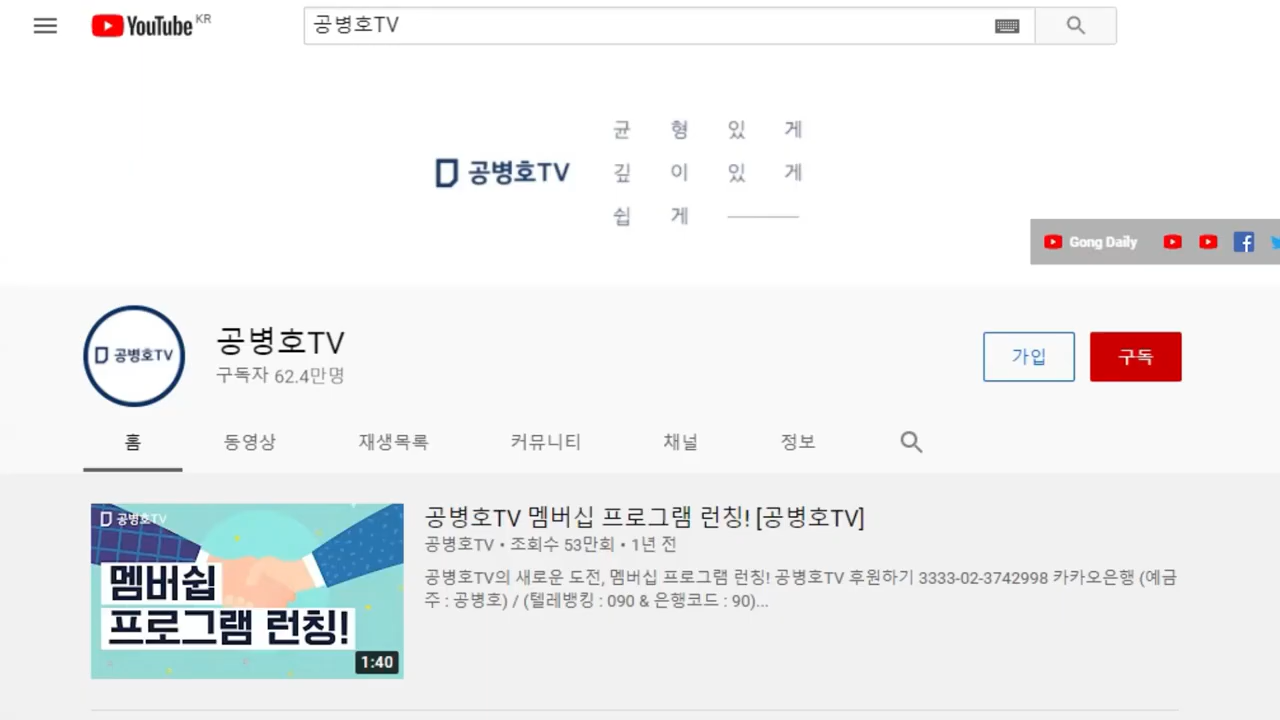 YouTube KR
공병호TV
균형있게
공병호TV
깊이있게
쉽게
Gong Daily
공병호TV
공병호TV
구독자 62.4만명
가입
구독
홈
동영상
재생목록
커뮤니티
채널
정보
공병호TV
멤버쉽
프로그램 런칭!
1:40
공병호TV 멤버십 프로그램 런칭! [공병호TV]
공병호TV • 조회수 53만회 • 1년 전
공병호TV의 새로운 도전, 멤버십 프로그램 런칭! 공병호TV 후원하기 3333-02-3742998 카카오은행 (예금
주 : 공병호) / (텔레뱅킹 : 090 & 은행코드 : 90)...